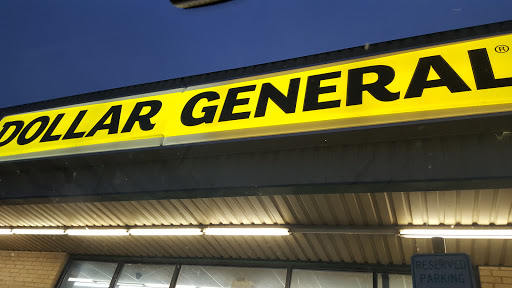 DOLLAR GENERAL®
RESERVED
PARKING